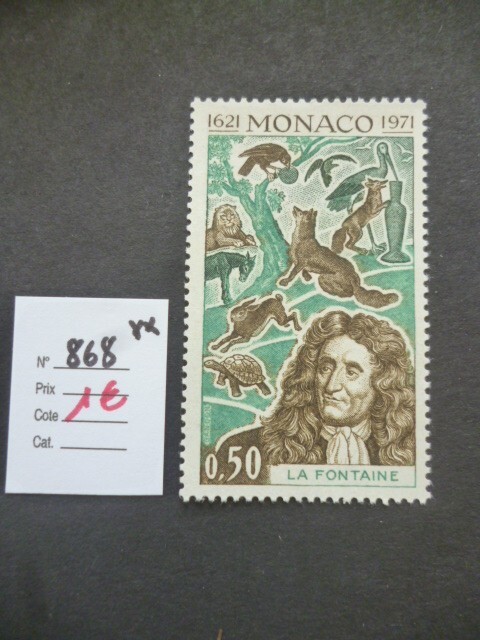 1621 MONACO 1971
0,50
LA FONTAINE
**
N° 868
Prix
Cote 1€
Cat.